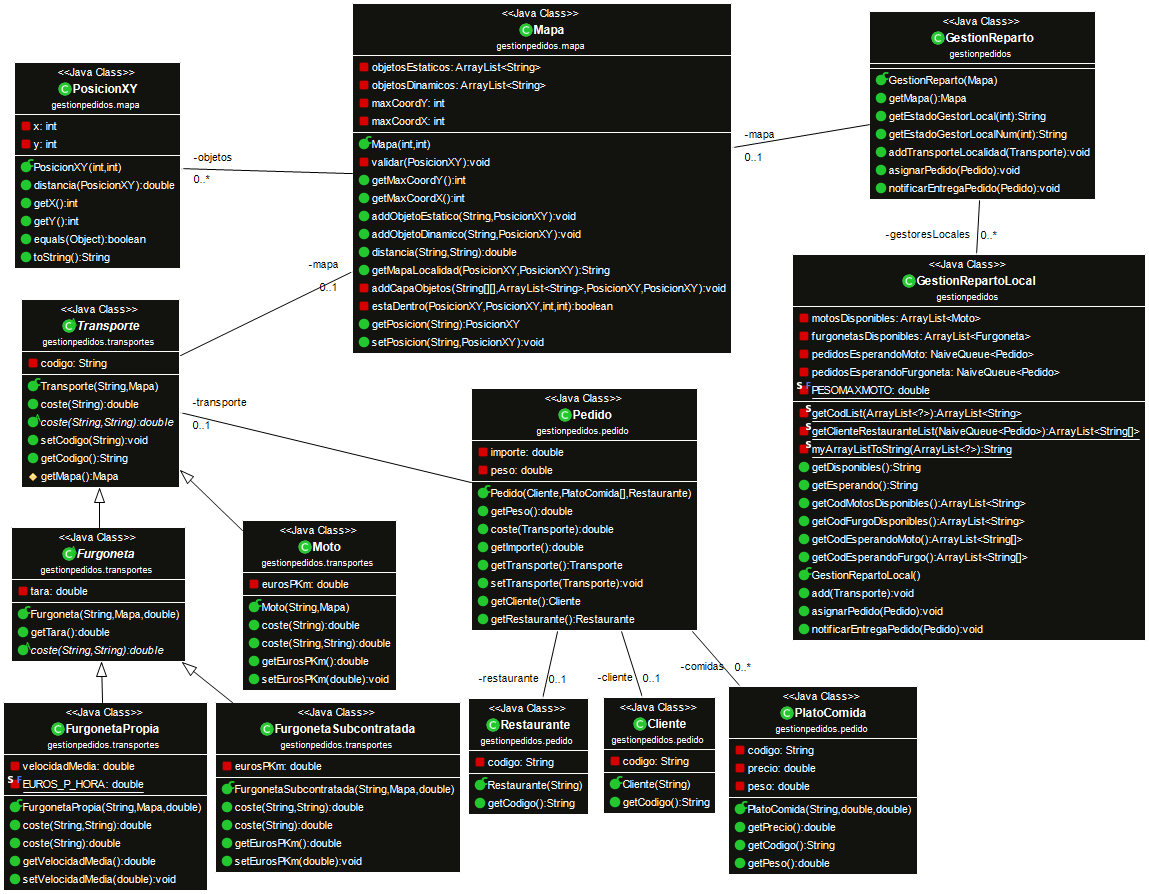 <<Java Class>>
Mapa
gestionpedidos.mapa
objetosEstaticos: ArrayList<String>
objetosDinamicos: ArrayList<String>
maxCoordY: int
maxCoordX: int
Mapa(int,int)
validar(PosicionXY):void
getMaxCoordY():int
getMaxCoordX():int
addObjetoEstatico(String,PosicionXY):void
addObjetoDinamico(String,PosicionXY):void
distancia(String,String):double
getMapaLocalidad(PosicionXY,PosicionXY):String
addCapaObjetos(String[][],ArrayList<String>,PosicionXY,PosicionXY):void
estaDentro(PosicionXY,PosicionXY,int,int):boolean
getPosicion(String):PosicionXY
setPosicion(String,PosicionXY):void
<<Java Class>>
GestionReparto
gestionpedidos
GestionReparto(Mapa)
getMapa():Mapa
getEstadoGestorLocal(int):String
getEstadoGestorLocalNum(int):String
addTransporteLocalidad(Transporte):void
asignarPedido(Pedido):void
notificarEntregaPedido(Pedido):void
<<Java Class>>
PosicionXY
gestionpedidos.mapa
x: int
y: int
PosicionXY(int,int)
distancia(PosicionXY):double
getX():int
getY():int
equals(Object):boolean
toString():String
-objetos
0..*
-mapa
0..1
-gestoresLocales
0..*
-mapa
0..1
<<Java Class>>
GestionRepartoLocal
gestionpedidos
motosDisponibles: ArrayList<Moto>
furgonetasDisponibles: ArrayList<Furgoneta>
pedidosEsperandoMoto: NaiveQueue<Pedido>
pedidosEsperandoFurgoneta: NaiveQueue<Pedido>
S F
PESOMAXMOTO: double
S
getCodList(ArrayList<?>):ArrayList<String>
S
getClienteRestauranteList(NaiveQueue<Pedido>):ArrayList<String[]>
S
myArrayListToString(ArrayList<?>):String
getDisponibles():String
getEsperando():String
getCodMotosDisponibles():ArrayList<String>
getCodFurgoDisponibles():ArrayList<String>
getCodEsperandoMoto():ArrayList<String[]>
getCodEsperandoFurgo():ArrayList<String[]>
GestionRepartoLocal()
add(Transporte):void
asignarPedido(Pedido):void
notificarEntregaPedido(Pedido):void
<<Java Class>>
Transporte
gestionpedidos.transportes
codigo: String
Transporte(String,Mapa)
coste(String):double
coste(String,String):double
setCodigo(String):void
getCodigo():String
getMapa():Mapa
-transporte
0..1
<<Java Class>>
Pedido
gestionpedidos.pedido
importe: double
peso: double
Pedido(Cliente,PlatoComida[],Restaurante)
getPeso():double
coste(Transporte):double
getImporte():double
getTransporte():Transporte
setTransporte(Transporte):void
getCliente():Cliente
getRestaurante():Restaurante
<<Java Class>>
Furgoneta
gestionpedidos.transportes
tara: double
Furgoneta(String,Mapa,double)
getTara():double
coste(String,String):double
<<Java Class>>
Moto
gestionpedidos.transportes
eurosPKm: double
Moto(String,Mapa)
coste(String):double
coste(String,String):double
getEurosPKm():double
setEurosPKm(double):void
-restaurante
0..1
-cliente
0..1
-comidas
0..*
<<Java Class>>
FurgonetaPropia
gestionpedidos.transportes
velocidadMedia: double
S F
EUROS_P_HORA: double
FurgonetaPropia(String,Mapa,double)
coste(String,String):double
coste(String):double
getVelocidadMedia():double
setVelocidadMedia(double):void
<<Java Class>>
FurgonetaSubcontratada
gestionpedidos.transportes
eurosPKm: double
FurgonetaSubcontratada(String,Mapa,double)
coste(String,String):double
coste(String):double
getEurosPKm():double
setEurosPKm(double):void
<<Java Class>>
Restaurante
gestionpedidos.pedido
codigo: String
Restaurante(String)
getCodigo():String
<<Java Class>>
Cliente
gestionpedidos.pedido
codigo: String
Cliente(String)
getCodigo():String
<<Java Class>>
PlatoComida
gestionpedidos.pedido
codigo: String
precio: double
peso: double
PlatoComida(String,double,double)
getPrecio():double
getCodigo():String
getPeso():double